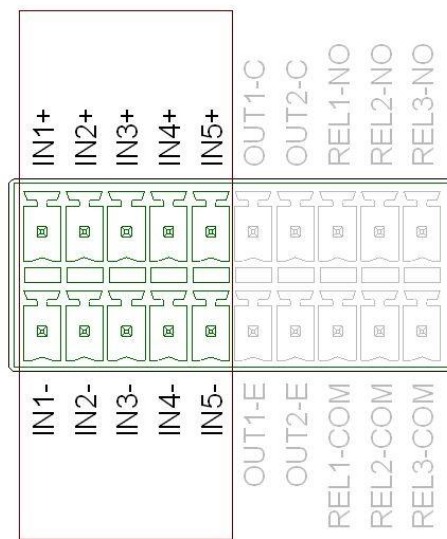 IN1+
IN2+
IN3+
IN4+
IN5+
OUT1-C
OUT2-C
REL1-NO
REL2-NO
REL3-NO
IN1-
IN2-
IN3-
IN4-
IN5-
OUT1-E
OUT2-E
REL1-COM
REL2-COM
REL3-COM